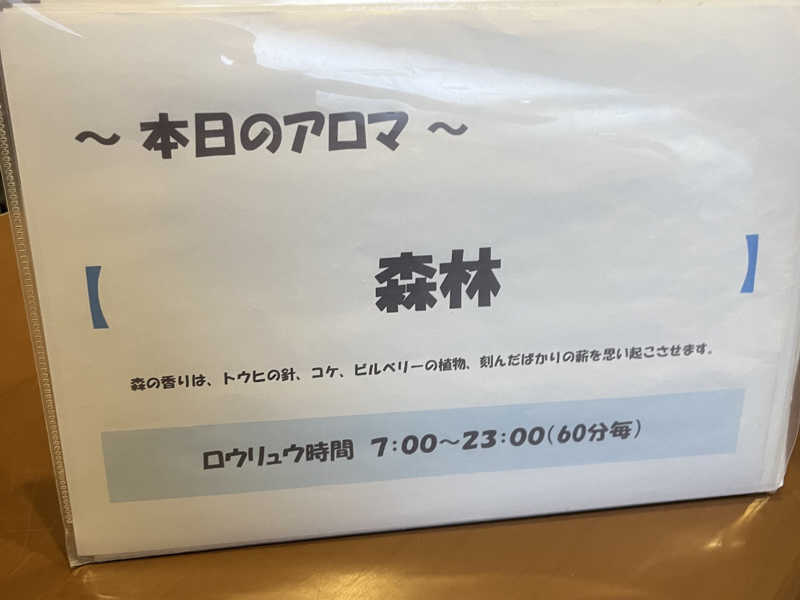 ～ 本日のアロマ ～
【 森林 】
森の香りは、トウヒの針、コケ、ビルベリーの植物、刻んだばかりの薪を思い起こさせます。
ロウリュウ時間 7:00～23:00(60分毎)